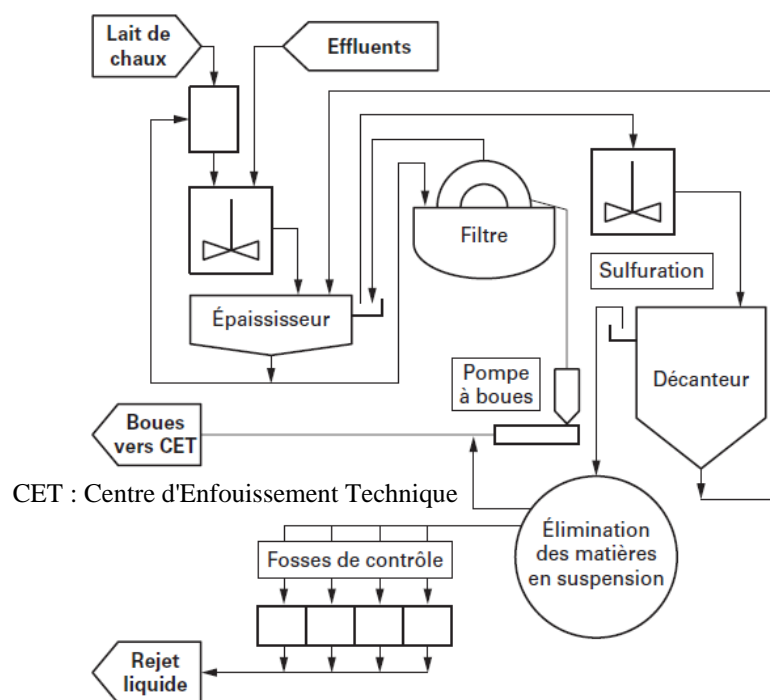 Lait de
chaux
Effluents
Filtre
Sulfuration
Épaississeur
Pompe
à boues
Décanteur
Boues
vers CET
CET : Centre d'Enfouissement Technique
Élimination
des matières
en suspension
Fosses de contrôle
Rejet
liquide